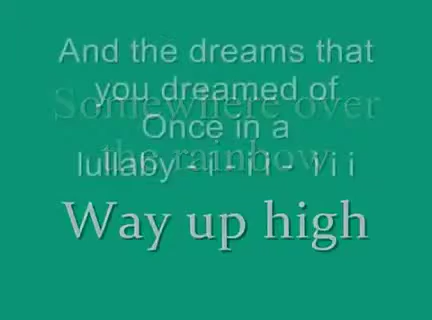 And the dreams that
you dreamed of
Somewhere over
Once in a
the rainbow
lullaby - i - i i - i i i
Way up high